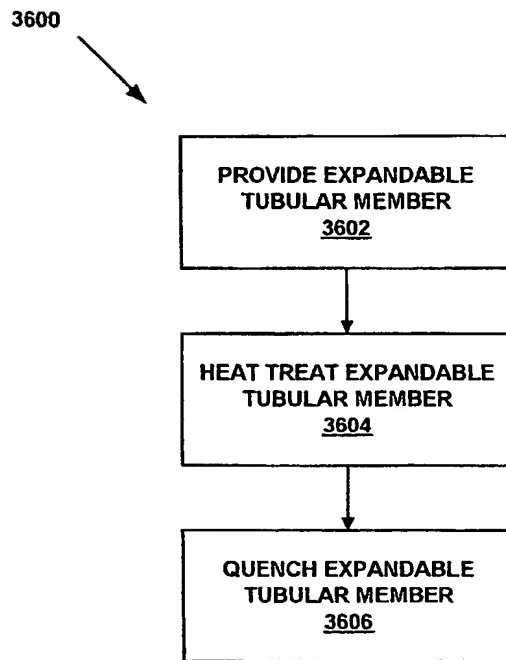 3600
PROVIDE EXPANDABLE
TUBULAR MEMBER
3602
HEAT TREAT EXPANDABLE
TUBULAR MEMBER
3604
QUENCH EXPANDABLE
TUBULAR MEMBER
3606